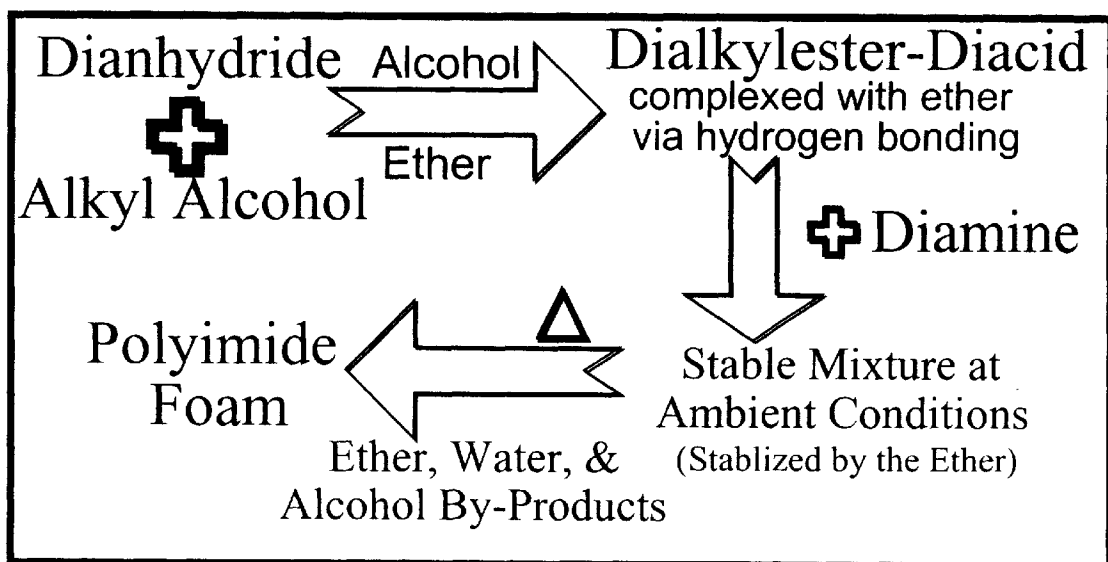 Dianhydride
Alkyl Alcohol
Alcohol
Ether
Dialkylester-Diacid
complexed with ether
via hydrogen bonding
Diamine
Stable Mixture at
Ambient Conditions
(Stablized by the Ether)
Δ
Ether, Water, &
Alcohol By-Products
Polyimide
Foam